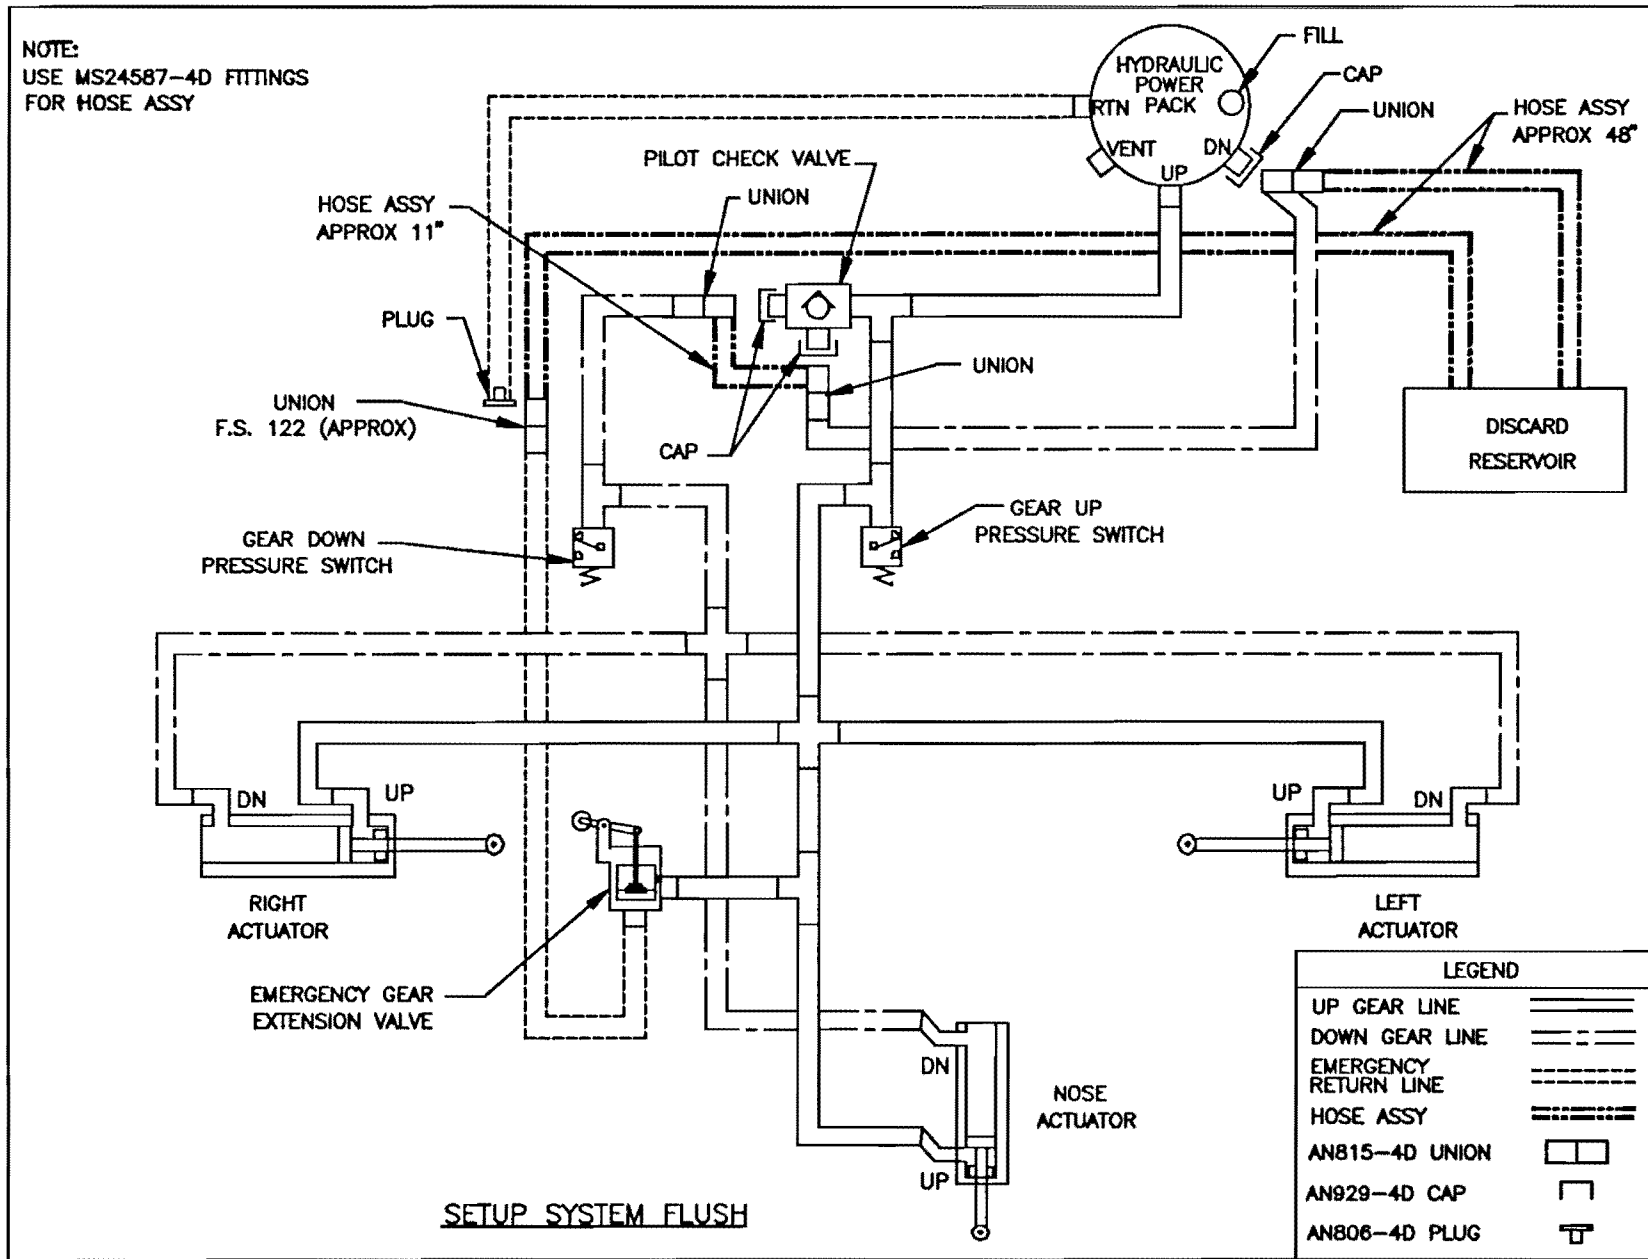 NOTE:
USE MS24587-4D FITTINGS
FOR HOSE ASSY
FILL
HYDRAULIC
POWER
PACK
CAP
RTN
UNION
HOSE ASSY
APPROX 48"
VENT
DN
UP
PILOT CHECK VALVE
UNION
HOSE ASSY
APPROX 11"
PLUG
UNION
UNION
F.S. 122 (APPROX)
CAP
DISCARD
RESERVOIR
GEAR UP
PRESSURE SWITCH
GEAR DOWN
PRESSURE SWITCH
DN
UP
UP
DN
RIGHT
ACTUATOR
LEFT
ACTUATOR
EMERGENCY GEAR
EXTENSION VALVE
DN
NOSE
ACTUATOR
UP
SETUP SYSTEM FLUSH
LEGEND
UP GEAR LINE
DOWN GEAR LINE
EMERGENCY
RETURN LINE
HOSE ASSY
AN815-4D UNION
AN929-4D CAP
AN806-4D PLUG